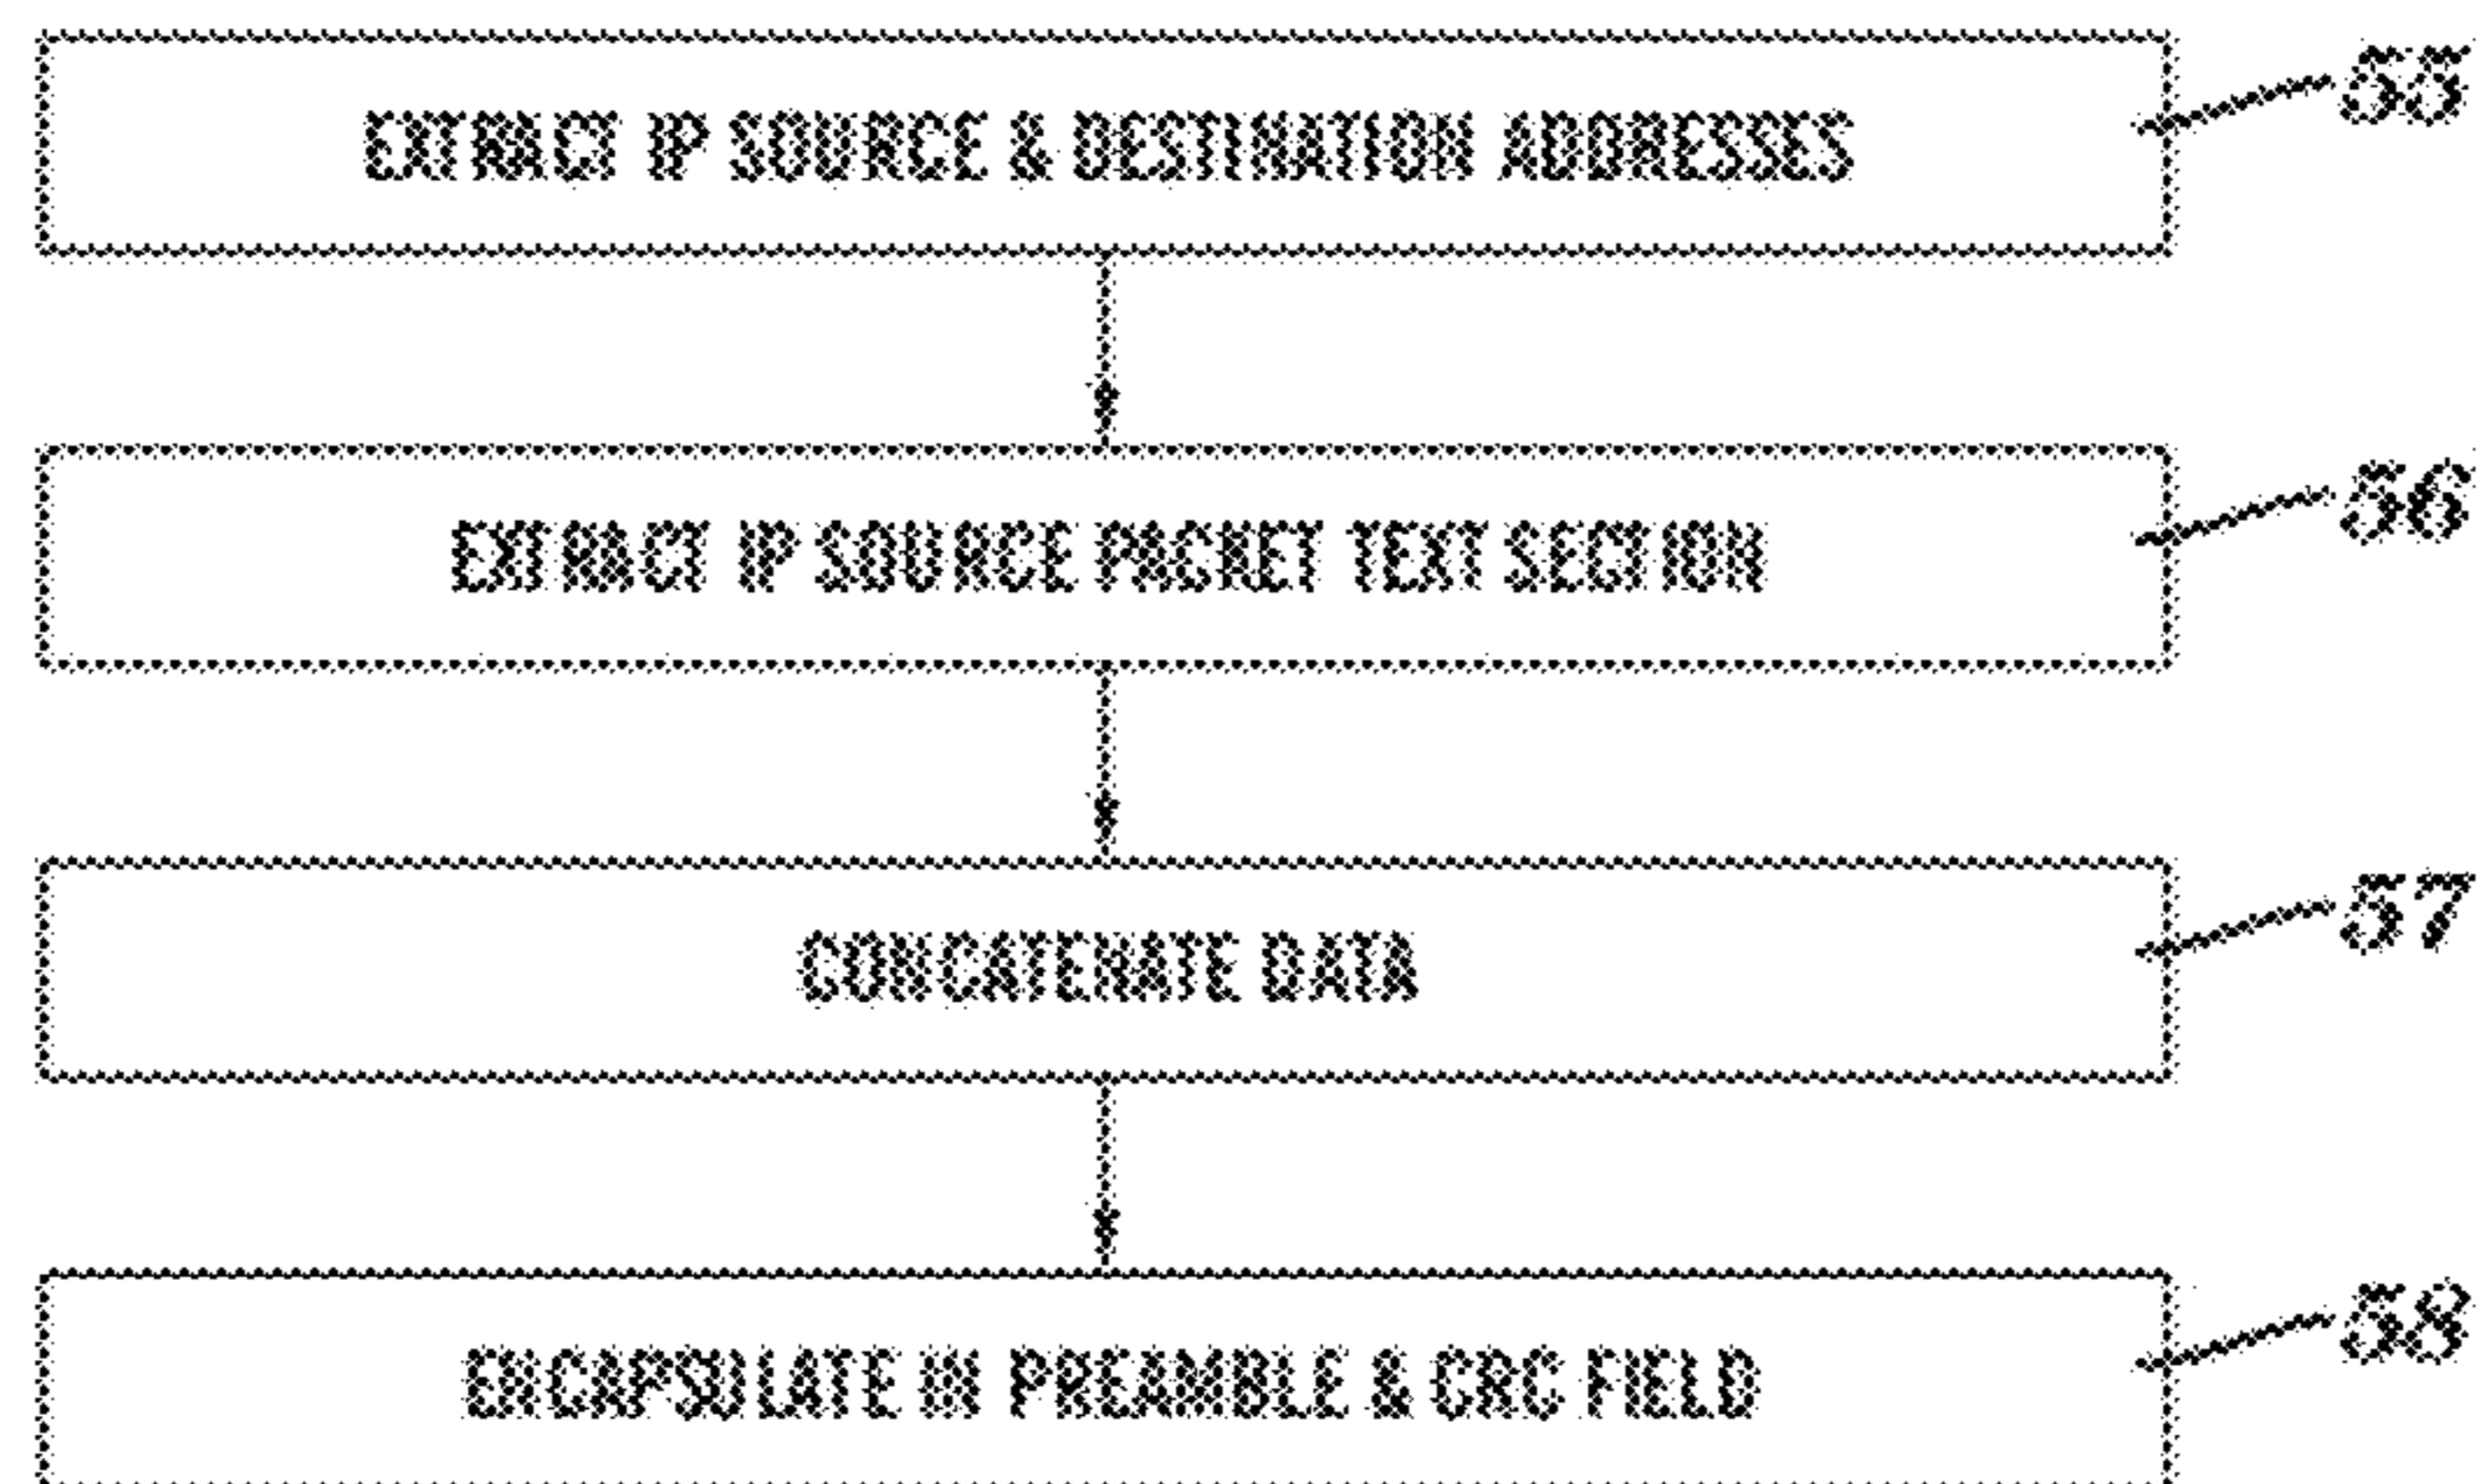 EXTRACT IP SOURCE & DESTINATION ADDRESSES
55
EXTRACT IP SOURCE PACKET TEXT SECTION
56
CONCATENATE DATA
57
ENCAPSULATE IN PREAMBLE & CRC FIELD
58